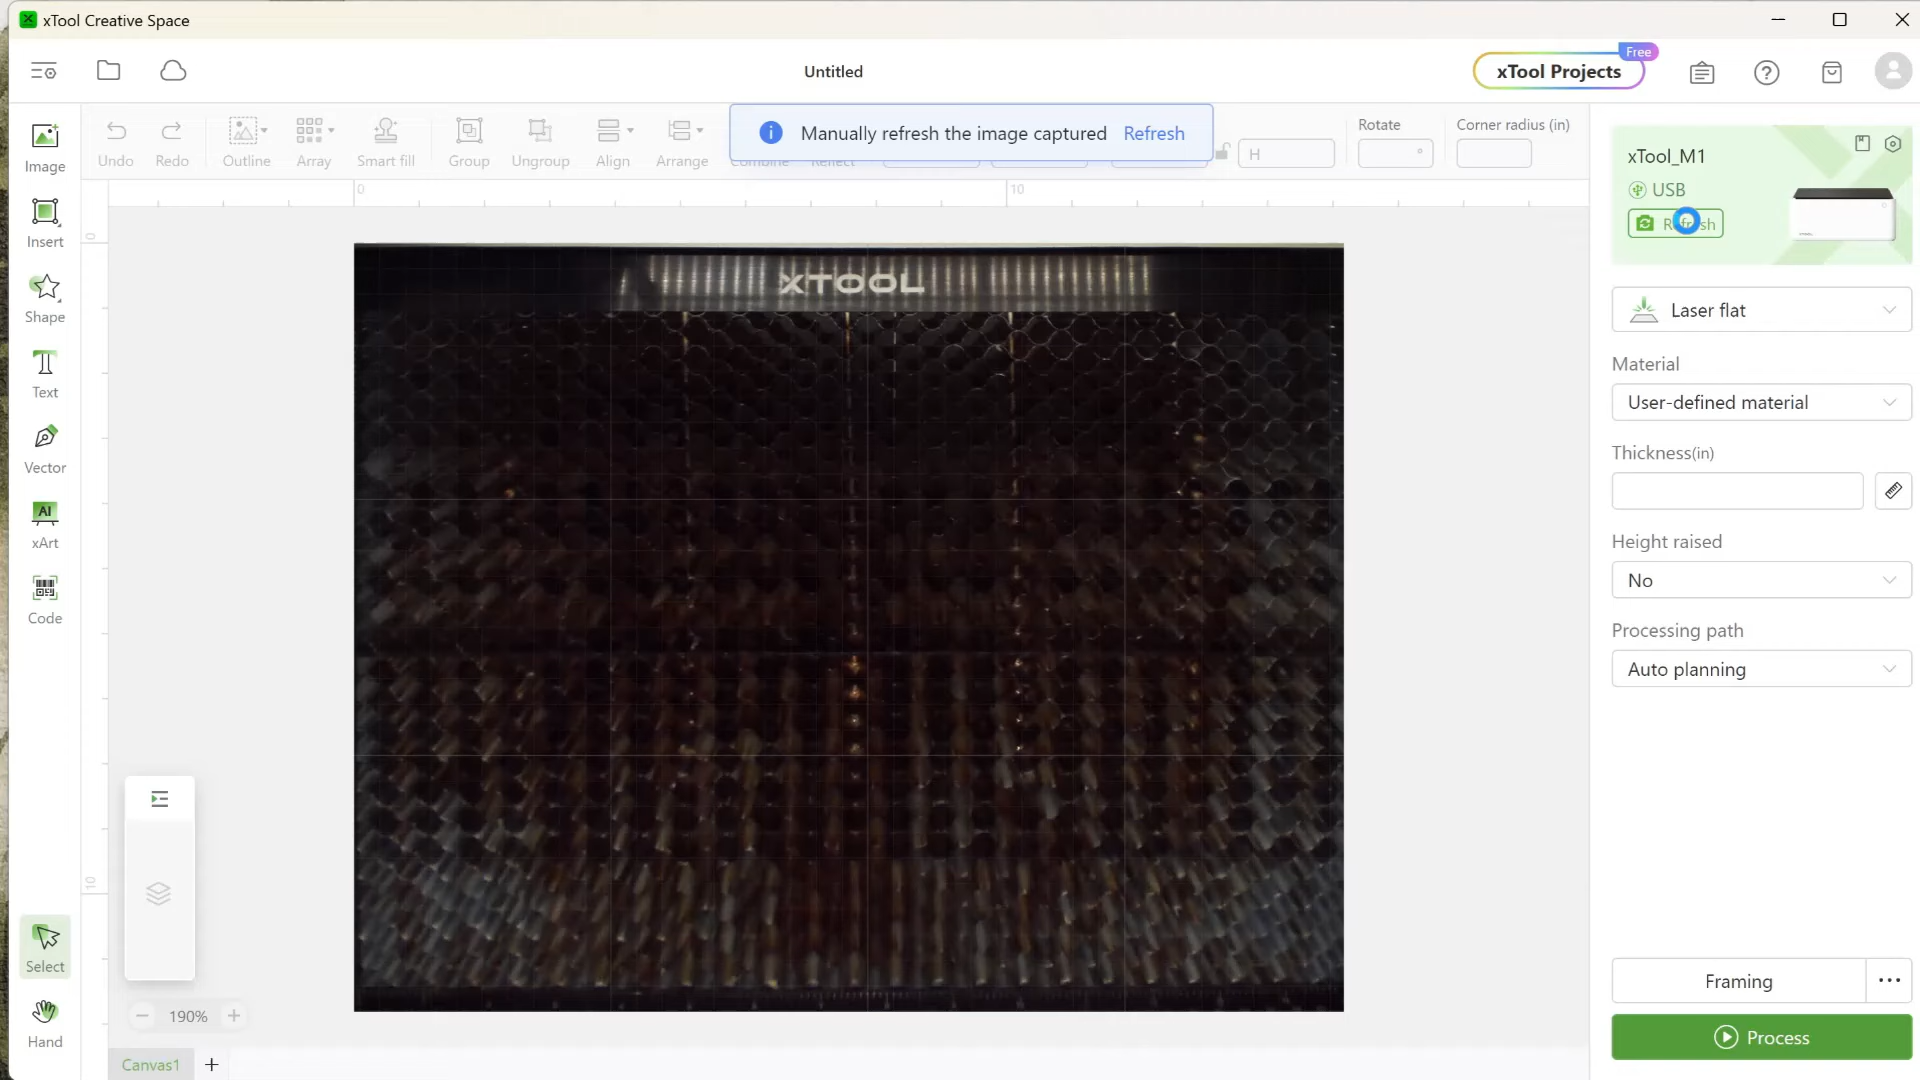 xTool Creative Space
Untitled
Free
xTool Projects
Undo
Redo
Outline
Array
Smart fill
Group
Ungroup
Align
Arrange
Manually refresh the image captured Refresh
H
Rotate
°
Corner radius (in)
Image
Insert
Shape
Text
Vector
AI
xArt
Code
Select
Hand
0
10
0
10
XTOOL
190%
Canvas1
xTool_M1
USB
Refresh
Laser flat
Material
User-defined material
Thickness(in)
Height raised
No
Processing path
Auto planning
Framing
Process